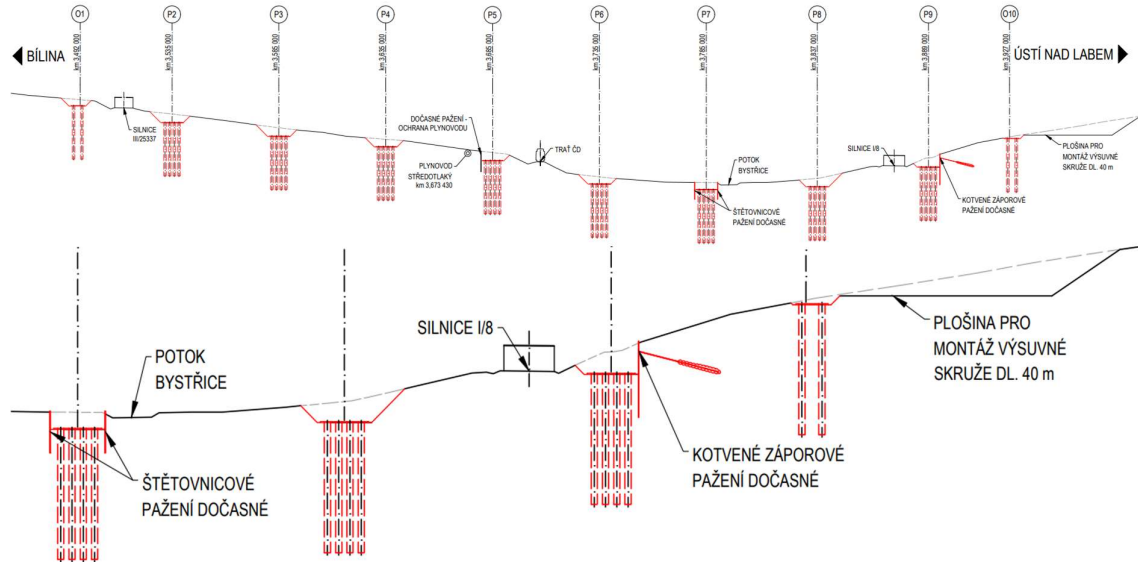 O1
P2
P3
P4
P5
P6
P7
P8
P9
O10
km 3,492 000
km 3,535 000
km 3,585 000
km 3,635 000
km 3,685 000
km 3,735 000
km 3,785 000
km 3,837 000
km 3,889 000
km 3,927 000
BÍLINA
ÚSTÍ NAD LABEM
SILNICE
III/25337
DOČASNÉ PAŽENÍ -
OCHRANA PLYNOVODU
PLYNOVOD
STŘEDOTLAKÝ
km 3,673 430
TRAŤ ČD
ŠTĚTOVNICOVÉ
PAŽENÍ DOČASNÉ
POTOK
BYSTŘICE
SILNICE I/8
KOTVENÉ ZÁPOROVÉ
PAŽENÍ DOČASNÉ
PLOŠINA PRO
MONTÁŽ VÝSUVNÉ
SKRUŽE DL. 40 m
POTOK
BYSTŘICE
ŠTĚTOVNICOVÉ
PAŽENÍ DOČASNÉ
SILNICE I/8
KOTVENÉ ZÁPOROVÉ
PAŽENÍ DOČASNÉ
PLOŠINA PRO
MONTÁŽ VÝSUVNÉ
SKRUŽE DL. 40 m